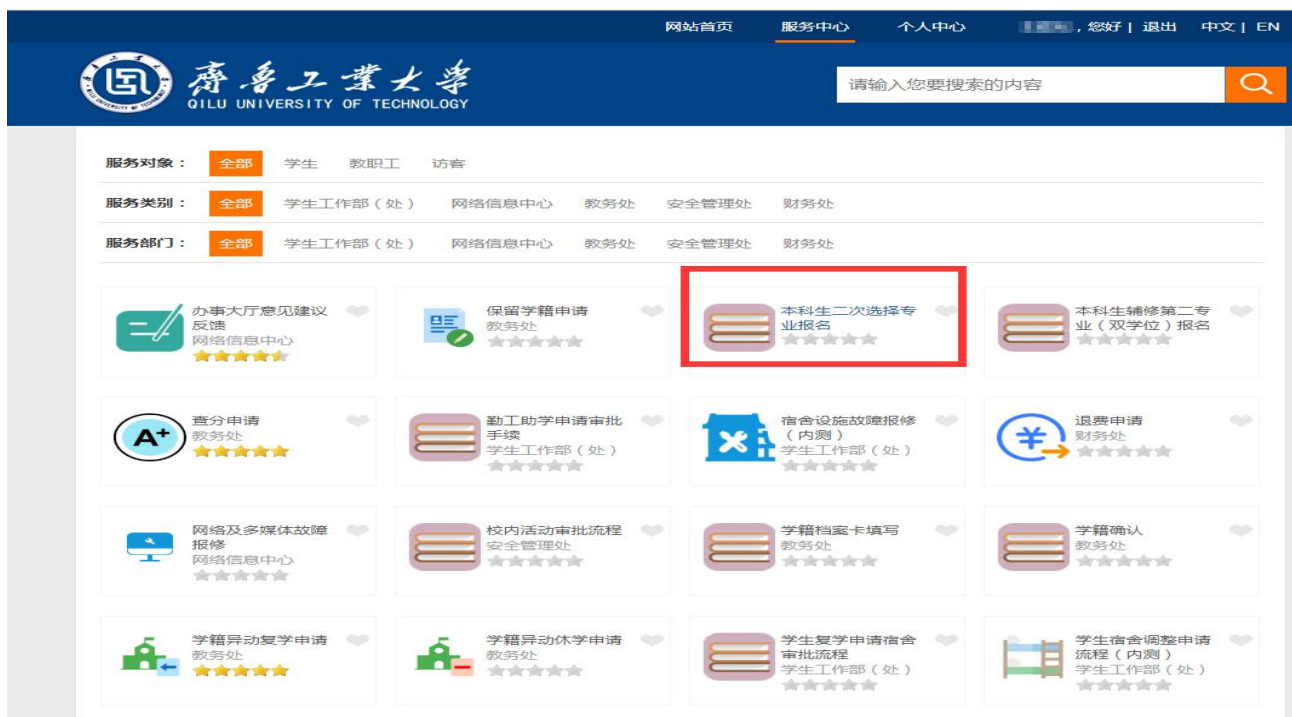 网站首页 服务中心 个人中心 ，您好 | 退出 中文 | EN
齊鲁工業大学
QILU UNIVERSITY OF TECHNOLOGY
请输入您要搜索的内容
服务对象： 全部 学生 教职工 访客
服务类别： 全部 学生工作部（处） 网络信息中心 教务处 安全管理处 财务处
服务部门： 全部 学生工作部（处） 网络信息中心 教务处 安全管理处 财务处
办事大厅意见建议
反馈
网络信息中心
保留学籍申请
教务处
本科生二次选择专
业报名
本科生辅修第二专
业（双学位）报名
A+
查分申请
教务处
勤工助学申请审批
手续
学生工作部（处）
宿舍设施故障报修
（内测）
学生工作部（处）
¥
退费申请
财务处
网络及多媒体故障
报修
网络信息中心
校内活动审批流程
安全管理处
学籍档案卡填写
教务处
学籍确认
教务处
学籍异动复学申请
教务处
学籍异动休学申请
教务处
学生复学申请宿舍
审批流程
学生工作部（处）
学生宿舍调整申请
流程（内测）
学生工作部（处）